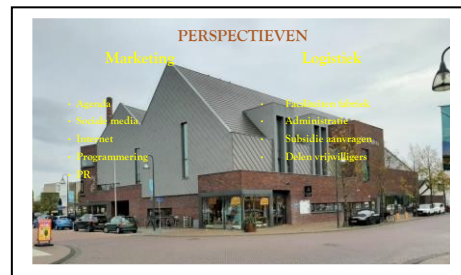 PERSPECTIEVEN
Marketing
• Agenda
• Sociale media
• Internet
• Programmering
• PR
Logistiek
• Administratie
• Subsidie aanvragen
• Delen vrijwilligers